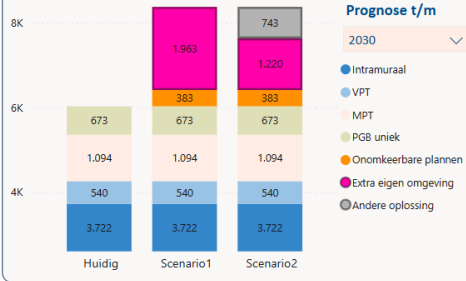 Prognose t/m
2030
8K
6K
4K
1.963
383
673
1.094
540
3.722
743
1.220
383
673
1.094
540
3.722
673
1.094
540
3.722
Huidig
Scenario1
Scenario2
Intramuraal
VPT
MPT
PGB uniek
Onomkeerbare plannen
Extra eigen omgeving
Andere oplossing